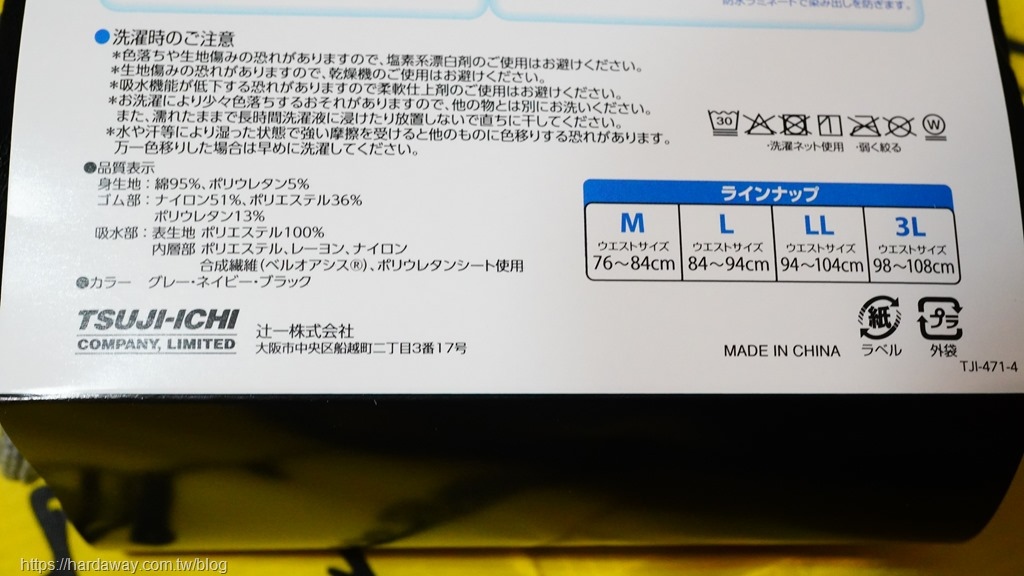 防水ラミネートで染み出しを防ぎます。
●洗濯時のご注意
＊色落ちや生地傷みの恐れがありますので、塩素系漂白剤のご使用はお避けください。
＊生地傷みの恐れがありますので、乾燥機のご使用はお避けください。
＊吸水機能が低下する恐れがありますので柔軟仕上剤のご使用はお避けください。
＊お洗濯により少々色落ちするおそれがありますので、他の物とは別にお洗いください。
また、濡れたままで長時間洗濯液に浸けたり放置しないで直ちに干してください。
＊水や汗等により湿った状態で強い摩擦を受けると他のものに色移りする恐れがあります。
万一色移りした場合は早めに洗濯してください。
30 W
・洗濯ネット使用 ・弱く絞る
●品質表示
身生地：綿95%、ポリウレタン5%
ゴム部：ナイロン51%、ポリエステル36%
ポリウレタン13%
吸水部：表生地 ポリエステル100%
内層部 ポリエステル、レーヨン、ナイロン
合成繊維(ベルオアシス®)、ポリウレタンシート使用
●カラー グレー・ネイビー・ブラック
ラインナップ
M L LL 3L
ウエストサイズ ウエストサイズ ウエストサイズ ウエストサイズ
76〜84cm 84〜94cm 94〜104cm 98〜108cm
TSUJI-ICHI
COMPANY, LIMITED
辻一株式会社
大阪市中央区船越町二丁目3番17号
MADE IN CHINA
紙 プラ
ラベル 外袋
TJI-471-4
https://hardaway.com.tw/blog